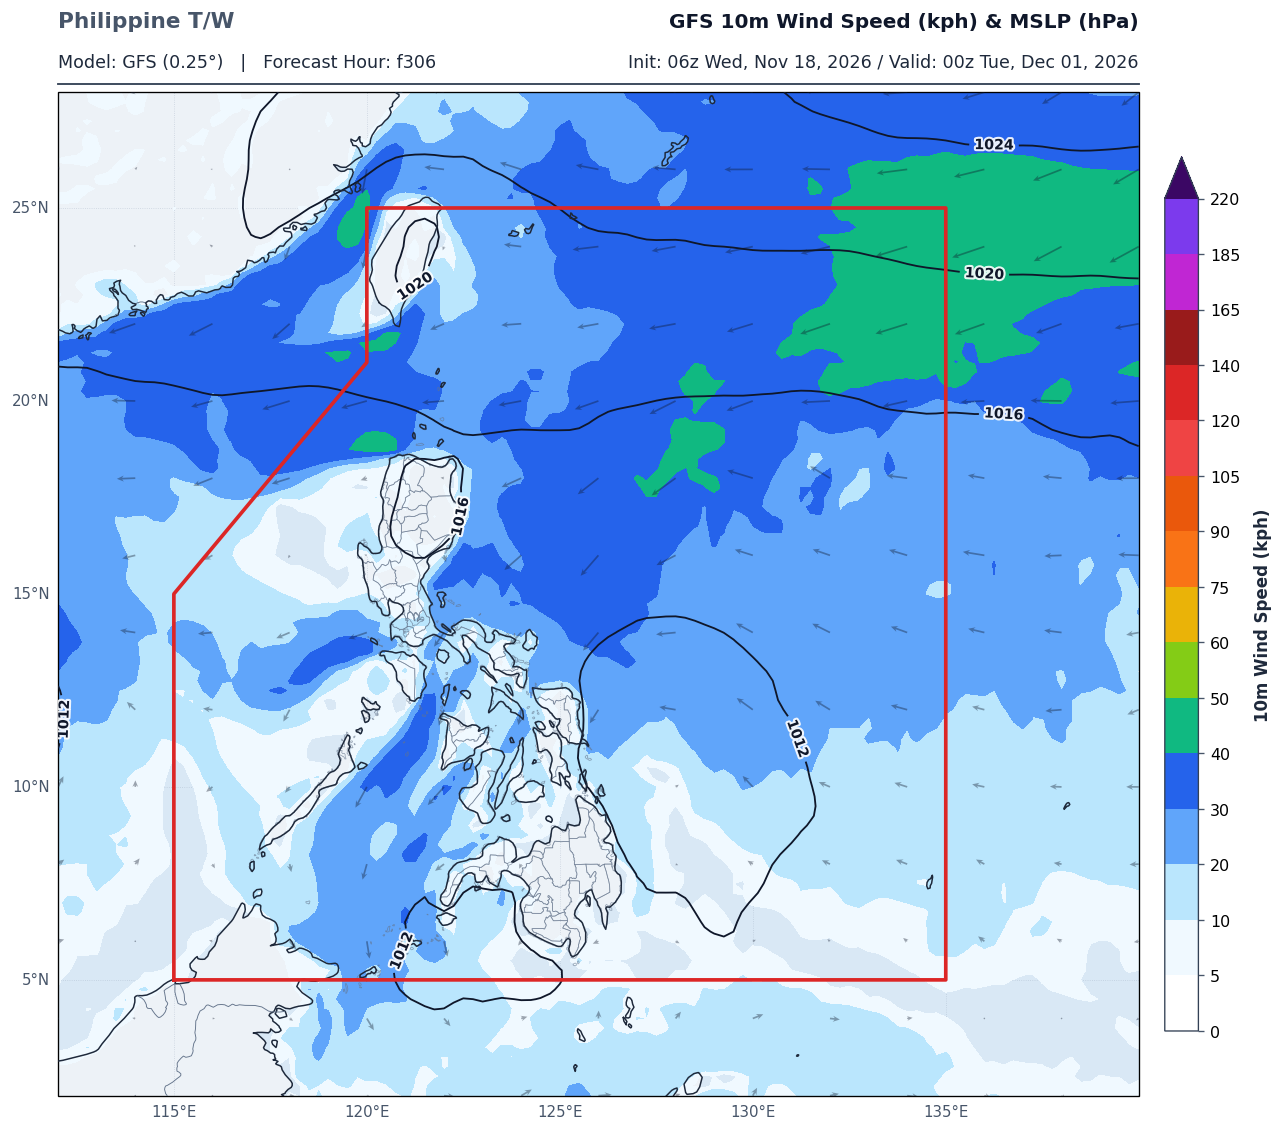 Philippine T/W
GFS 10m Wind Speed (kph) & MSLP (hPa)
Model: GFS (0.25°) | Forecast Hour: f306
Init: 06z Wed, Nov 18, 2026 / Valid: 00z Tue, Dec 01, 2026
25°N
20°N
15°N
10°N
5°N
115°E
120°E
125°E
130°E
135°E
1024
1020
1020
1016
1016
1012
1012
1012
220
185
165
140
120
105
90
75
60
50
40
30
20
10
5
0
10m Wind Speed (kph)